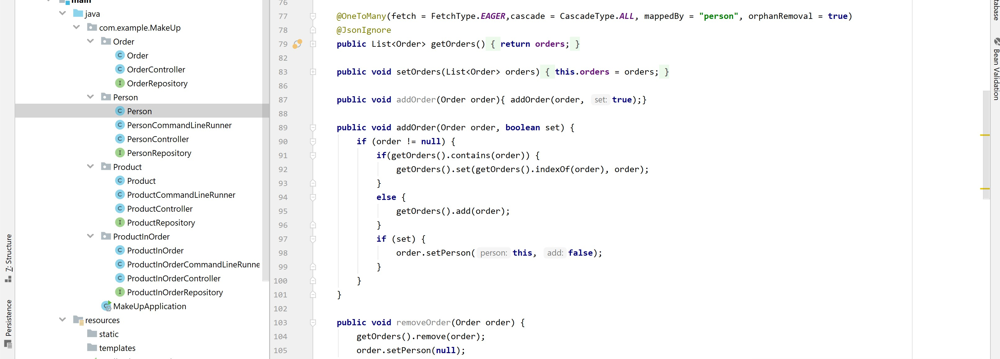 main
java
com.example.MakeUp
Order
Order
OrderController
OrderRepository
Person
Person
PersonCommandLineRunner
PersonController
PersonRepository
Product
Product
ProductCommandLineRunner
ProductController
ProductRepository
ProductInOrder
ProductInOrder
ProductInOrderCommandLineRunne
ProductInOrderController
ProductInOrderRepository
MakeUpApplication
resources
static
templates
7: Structure
Persistence
76
77 @OneToMany(fetch = FetchType.EAGER,cascade = CascadeType.ALL, mappedBy = "person", orphanRemoval = true)
78 @JsonIgnore
79 public List<Order> getOrders() { return orders; }
82
83 public void setOrders(List<Order> orders) { this.orders = orders; }
86
87 public void addOrder(Order order){ addOrder(order, set: true);}
88
89 public void addOrder(Order order, boolean set) {
90 if (order != null) {
91 if(getOrders().contains(order)) {
92 getOrders().set(getOrders().indexOf(order), order);
93 }
94 else {
95 getOrders().add(order);
96 }
97 if (set) {
98 order.setPerson( person: this, add: false);
99 }
100 }
101 }
102
103 public void removeOrder(Order order) {
104 getOrders().remove(order);
105 order.setPerson(null);
tabase
Bean Validation